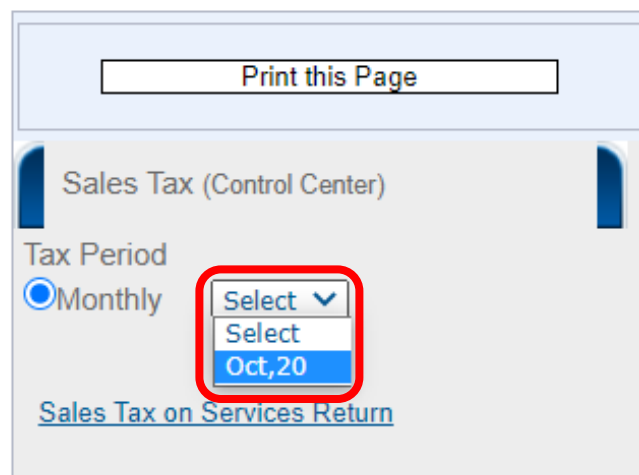 Print this Page
Sales Tax (Control Center)
Tax Period
Monthly Select
Select
Oct,20
Sales Tax on Services Return